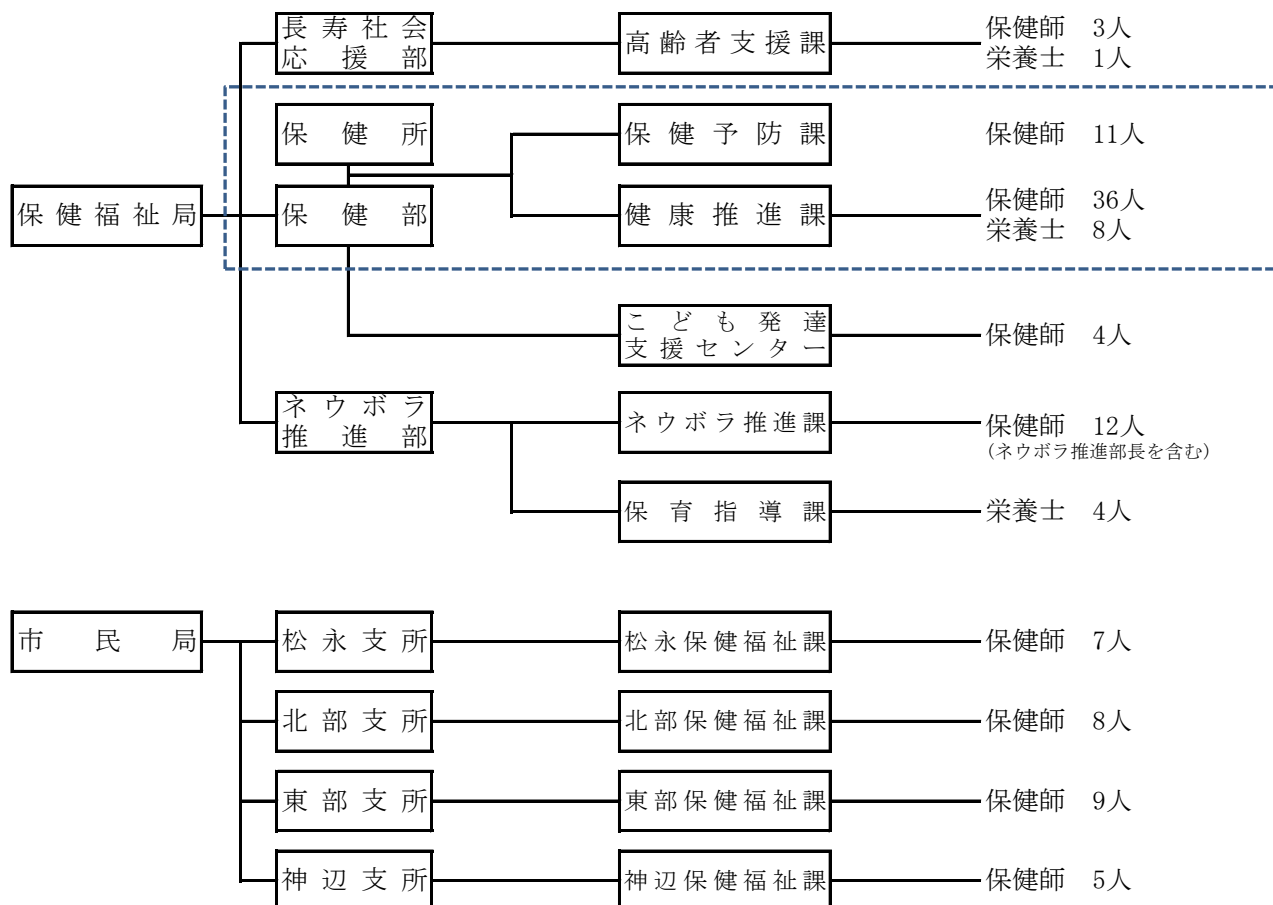 長寿社会
応援部
高齢者支援課
保健師 3人
栄養士 1人
保健所
保健予防課
保健師 11人
保健福祉局
保健部
健康推進課
保健師 36人
栄養士 8人
こども発達
支援センター
保健師 4人
ネウボラ
推進部
ネウボラ推進課
保健師 12人
(ネウボラ推進部長を含む)
保育指導課
栄養士 4人
市民局
松永支所
松永保健福祉課
保健師 7人
北部支所
北部保健福祉課
保健師 8人
東部支所
東部保健福祉課
保健師 9人
神辺支所
神辺保健福祉課
保健師 5人